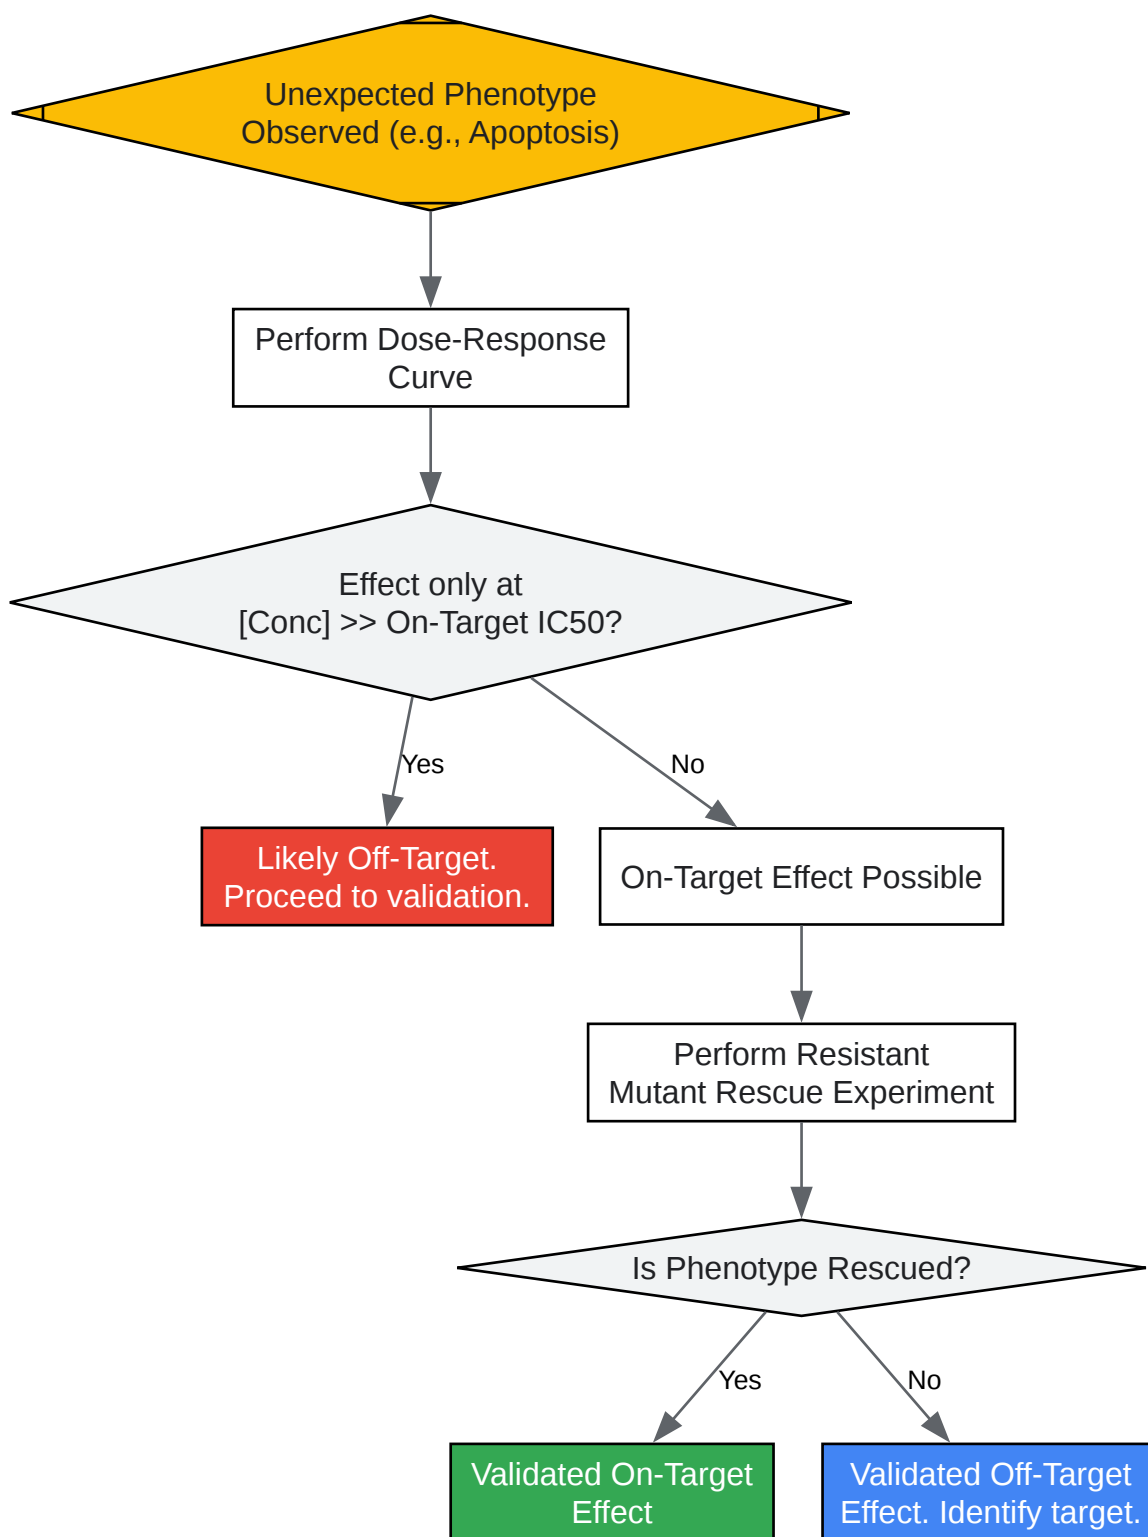 Unexpected Phenotype
Observed (e.g., Apoptosis)
Perform Dose-Response
Curve
Effect only at
[Conc] >> On-Target IC50?
Yes
No
Likely Off-Target.
Proceed to validation.
On-Target Effect Possible
Perform Resistant
Mutant Rescue Experiment
Is Phenotype Rescued?
Yes
No
Validated On-Target
Effect
Validated Off-Target
Effect. Identify target.